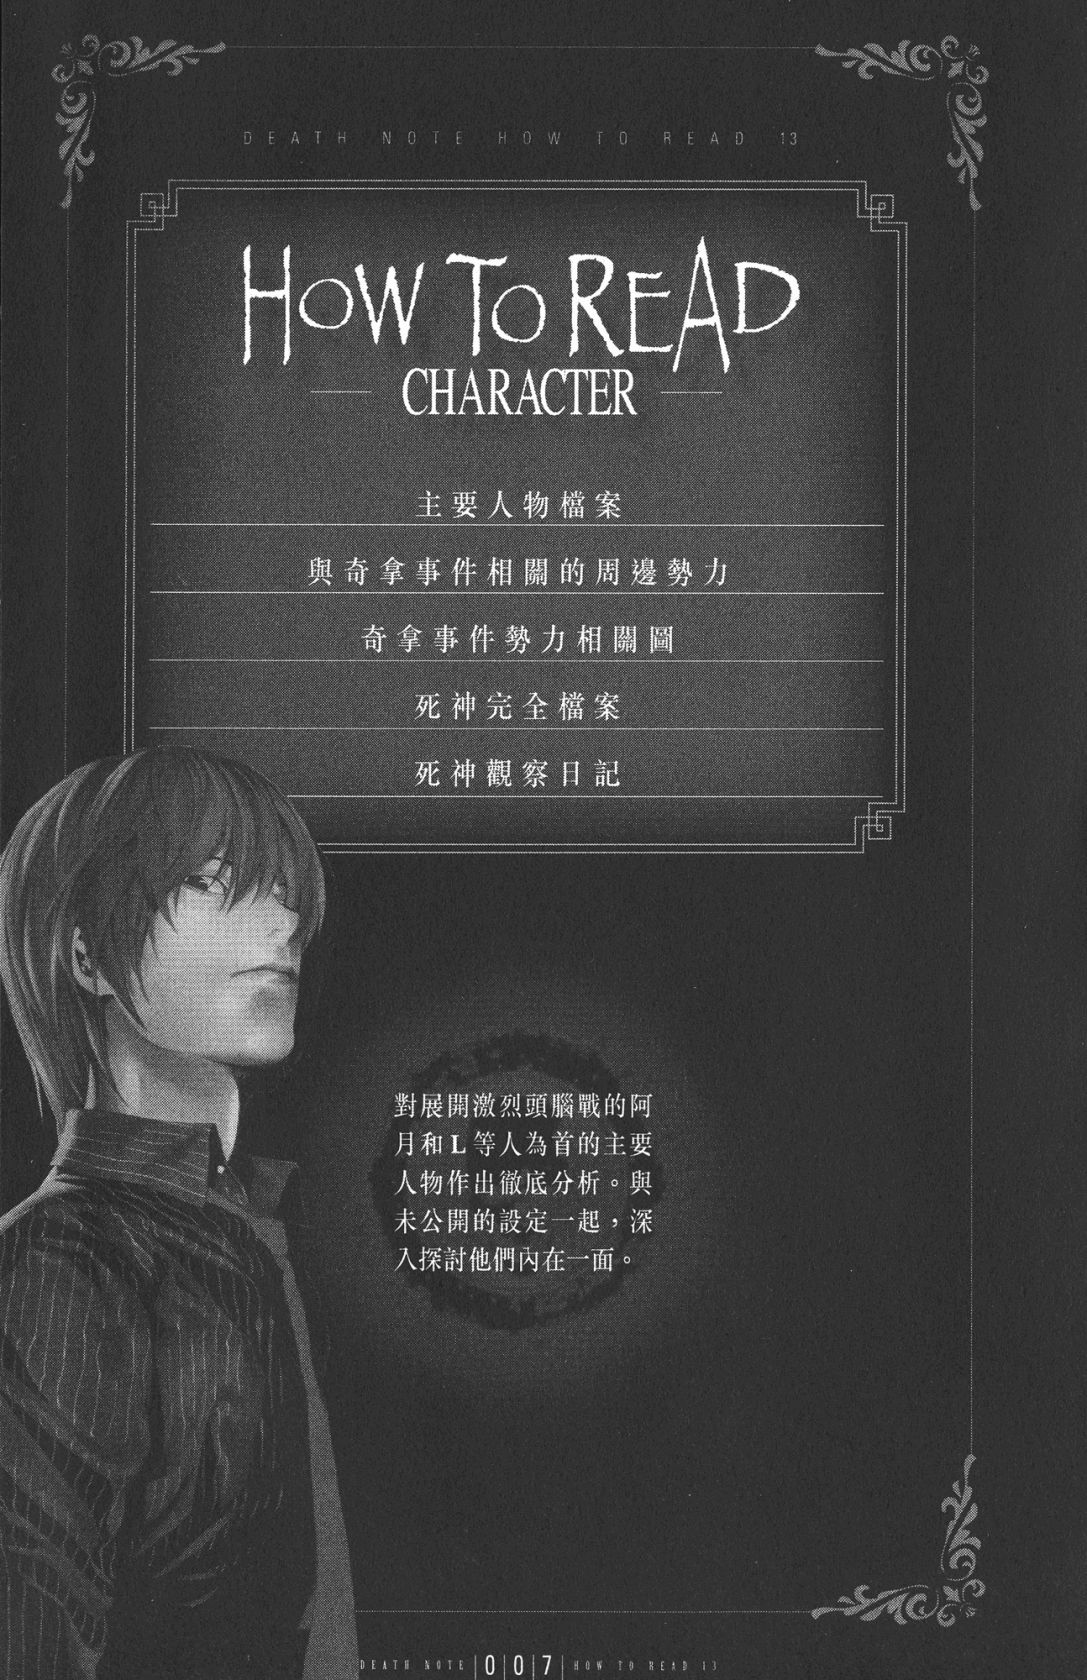 DEATH NOTE HOW TO READ 13
HOW TO READ
CHARACTER
主要人物檔案
與奇拿事件相關的周邊勢力
奇拿事件勢力相關圖
死神完全檔案
死神觀察日記
對展開激烈頭腦戰的阿
月和L等人為首的主要
人物作出徹底分析。與
未公開的設定一起，深
入探討他們內在一面。
DEATH NOTE 007 HOW TO READ 13